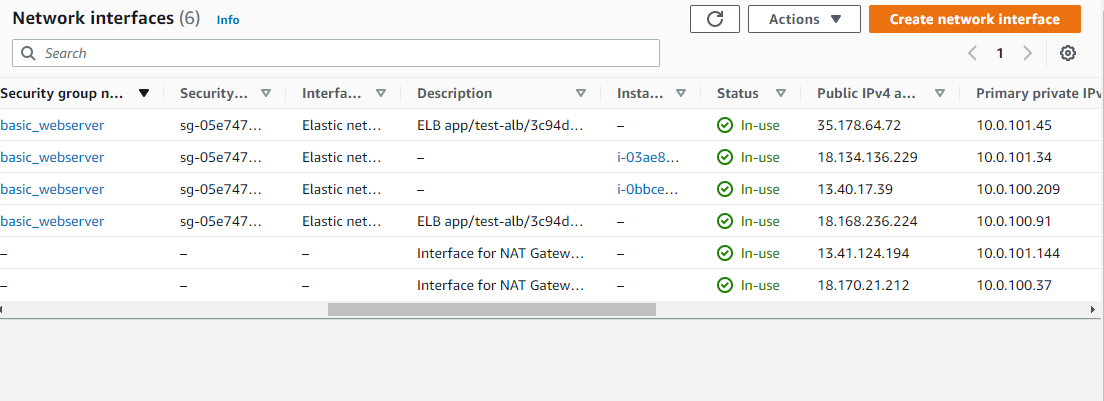 Network interfaces (6) Info Actions Create network interface
Search 1
Security group n... Security... Interfa... Description Insta... Status Public IPv4 a... Primary private IPv
basic_webserver sg-05e747... Elastic net... ELB app/test-alb/3c94d... – In-use 35.178.64.72 10.0.101.45
basic_webserver sg-05e747... Elastic net... – i-03ae8... In-use 18.134.136.229 10.0.101.34
basic_webserver sg-05e747... Elastic net... – i-0bbce... In-use 13.40.17.39 10.0.100.209
basic_webserver sg-05e747... Elastic net... ELB app/test-alb/3c94d... – In-use 18.168.236.224 10.0.100.91
– – – Interface for NAT Gatew... – In-use 13.41.124.194 10.0.101.144
– – – Interface for NAT Gatew... – In-use 18.170.21.212 10.0.100.37